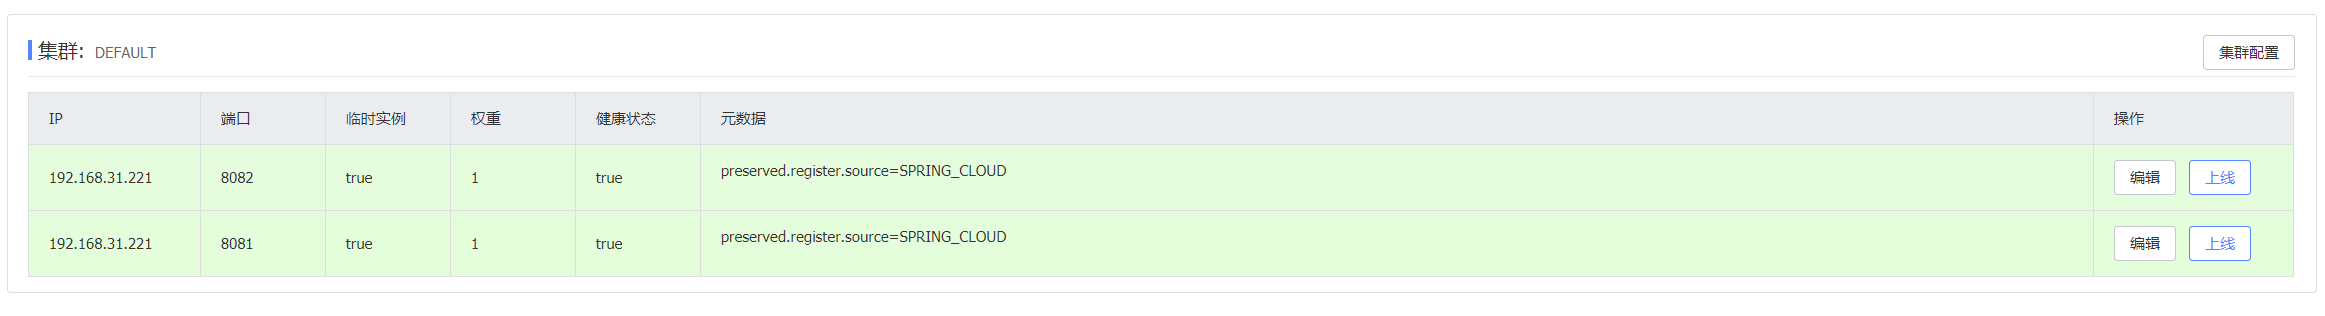 集群: DEFAULT
集群配置
IP 端口 临时实例 权重 健康状态 元数据 操作
192.168.31.221 8082 true 1 true preserved.register.source=SPRING_CLOUD 编辑 上线
192.168.31.221 8081 true 1 true preserved.register.source=SPRING_CLOUD 编辑 上线